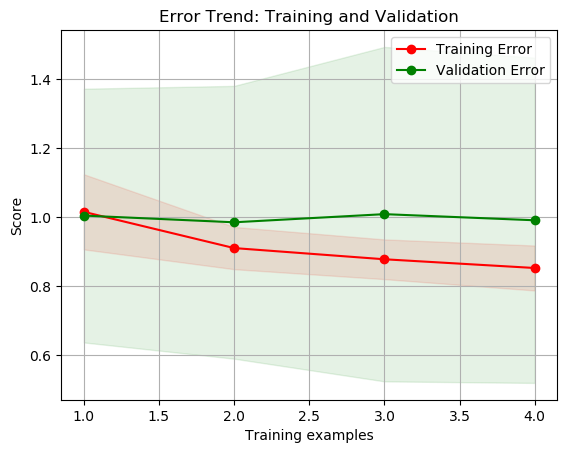 Error Trend: Training and Validation
Training Error
Validation Error
Score
1.4
1.2
1.0
0.8
0.6
1.0 1.5 2.0 2.5 3.0 3.5 4.0
Training examples